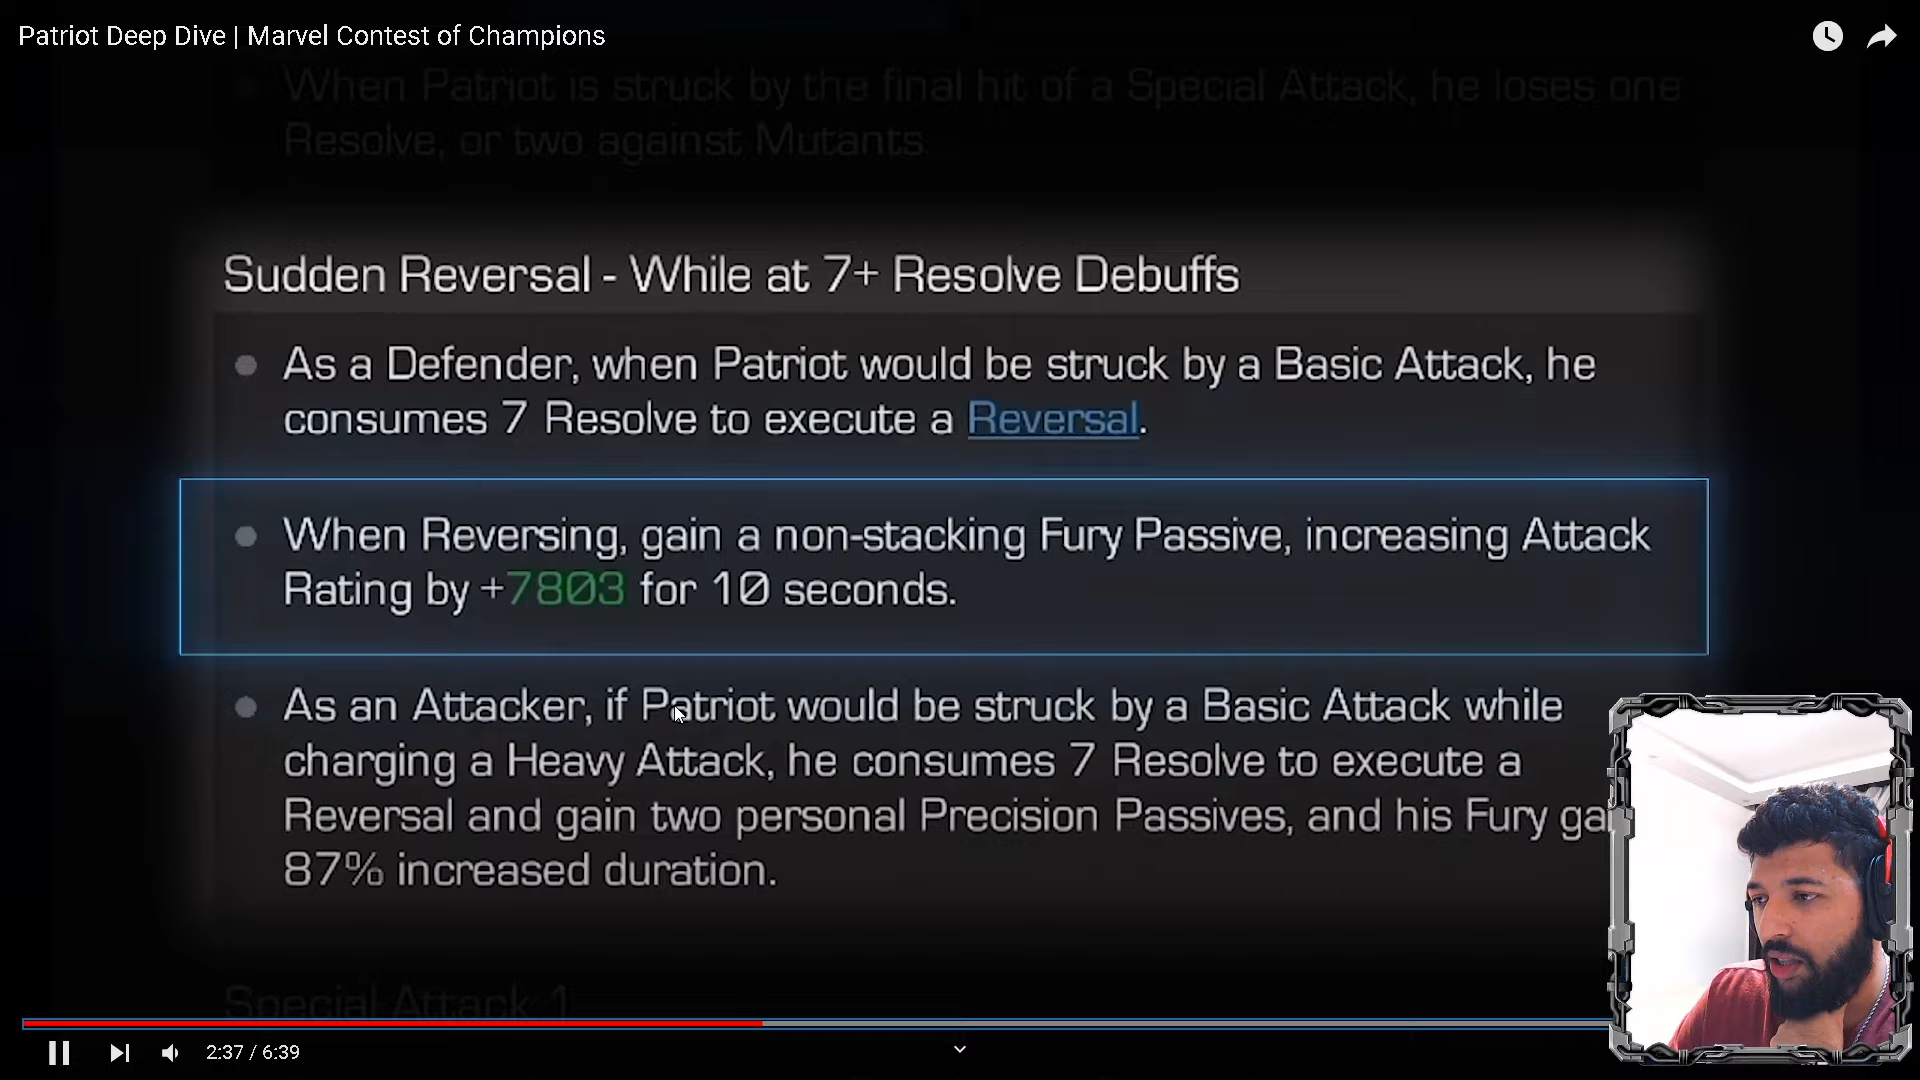 Patriot Deep Dive | Marvel Contest of Champions
When Patriot is struck by the final hit of a Special Attack, he loses one
Resolve, or two against Mutants
Sudden Reversal - While at 7+ Resolve Debuffs
As a Defender, when Patriot would be struck by a Basic Attack, he
consumes 7 Resolve to execute a Reversal.
When Reversing, gain a non-stacking Fury Passive, increasing Attack
Rating by +7803 for 10 seconds.
As an Attacker, if Patriot would be struck by a Basic Attack while
charging a Heavy Attack, he consumes 7 Resolve to execute a
Reversal and gain two personal Precision Passives, and his Fury ga
87% increased duration.
Special Attack 1
2:37 / 6:39